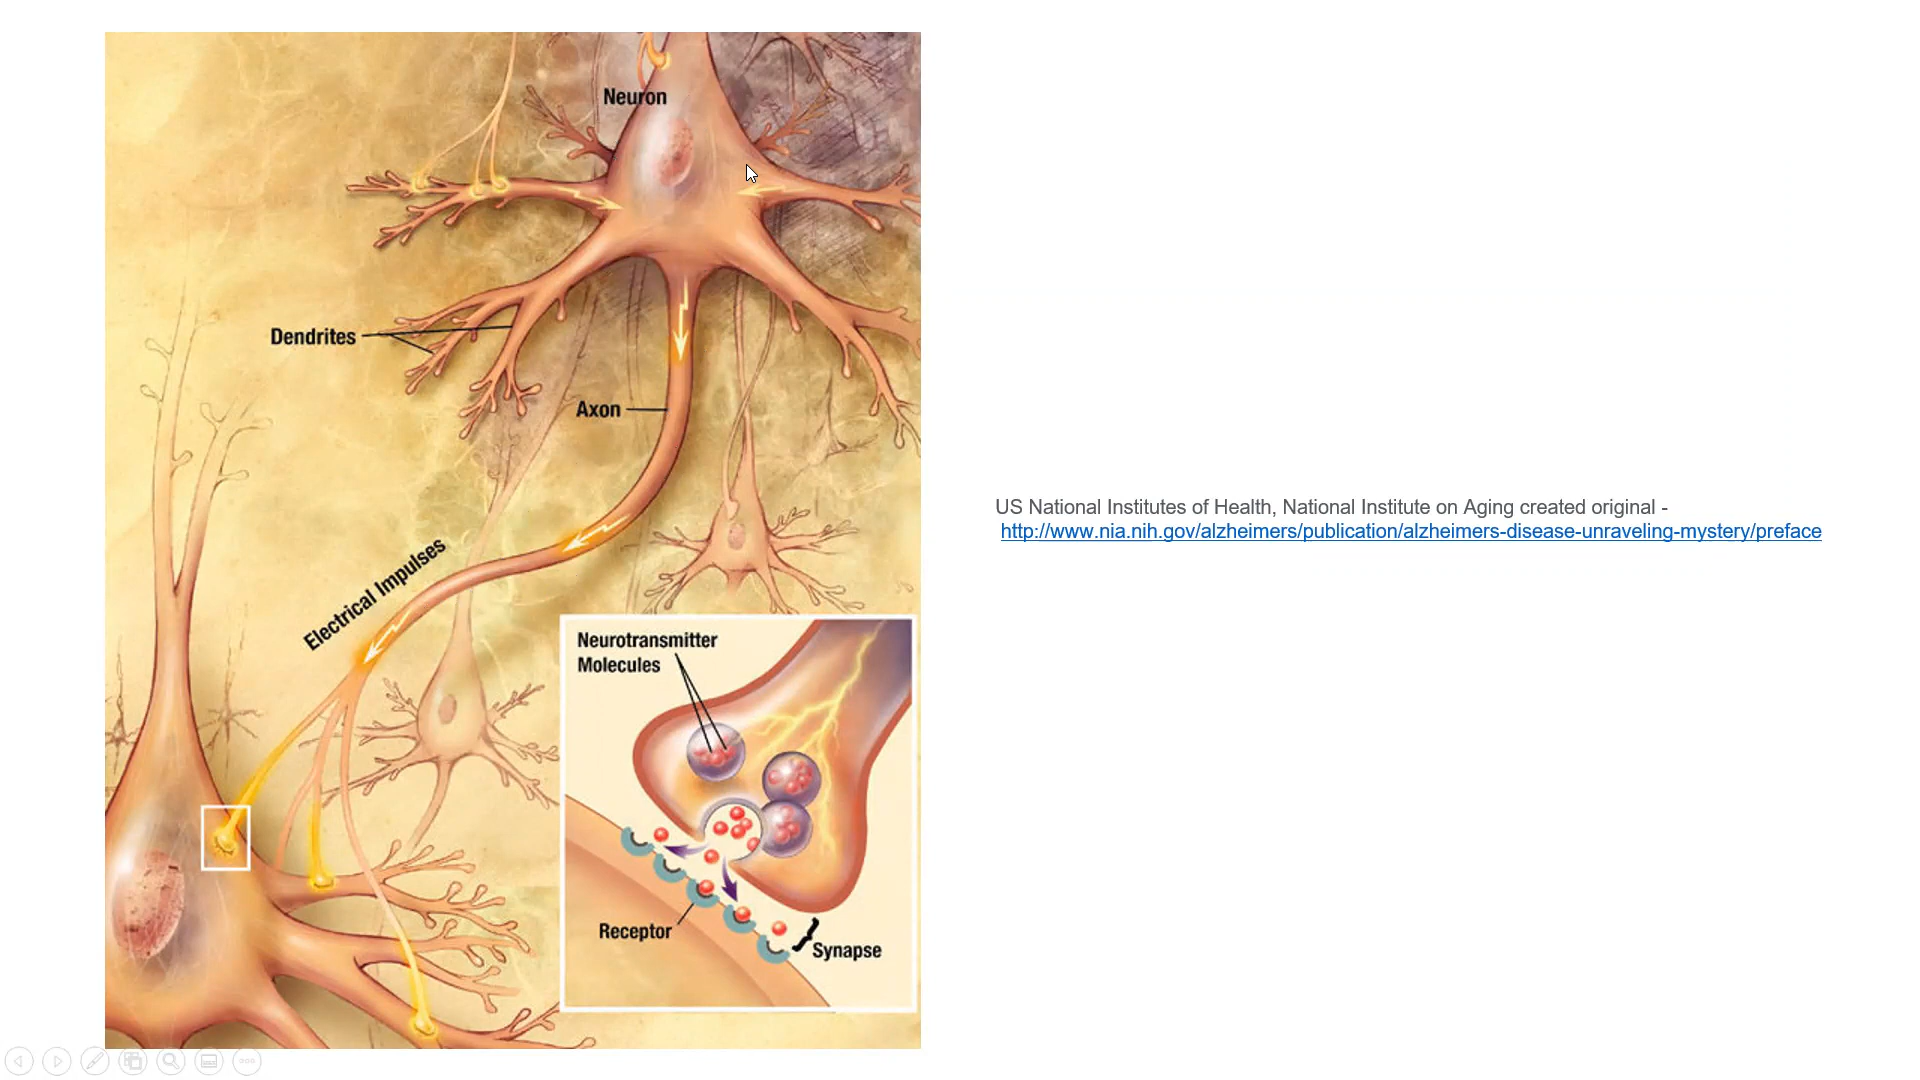 Neuron
Dendrites
Axon
Electrical Impulses
Neurotransmitter
Molecules
Receptor
Synapse
US National Institutes of Health, National Institute on Aging created original -
http://www.nia.nih.gov/alzheimers/publication/alzheimers-disease-unraveling-mystery/preface